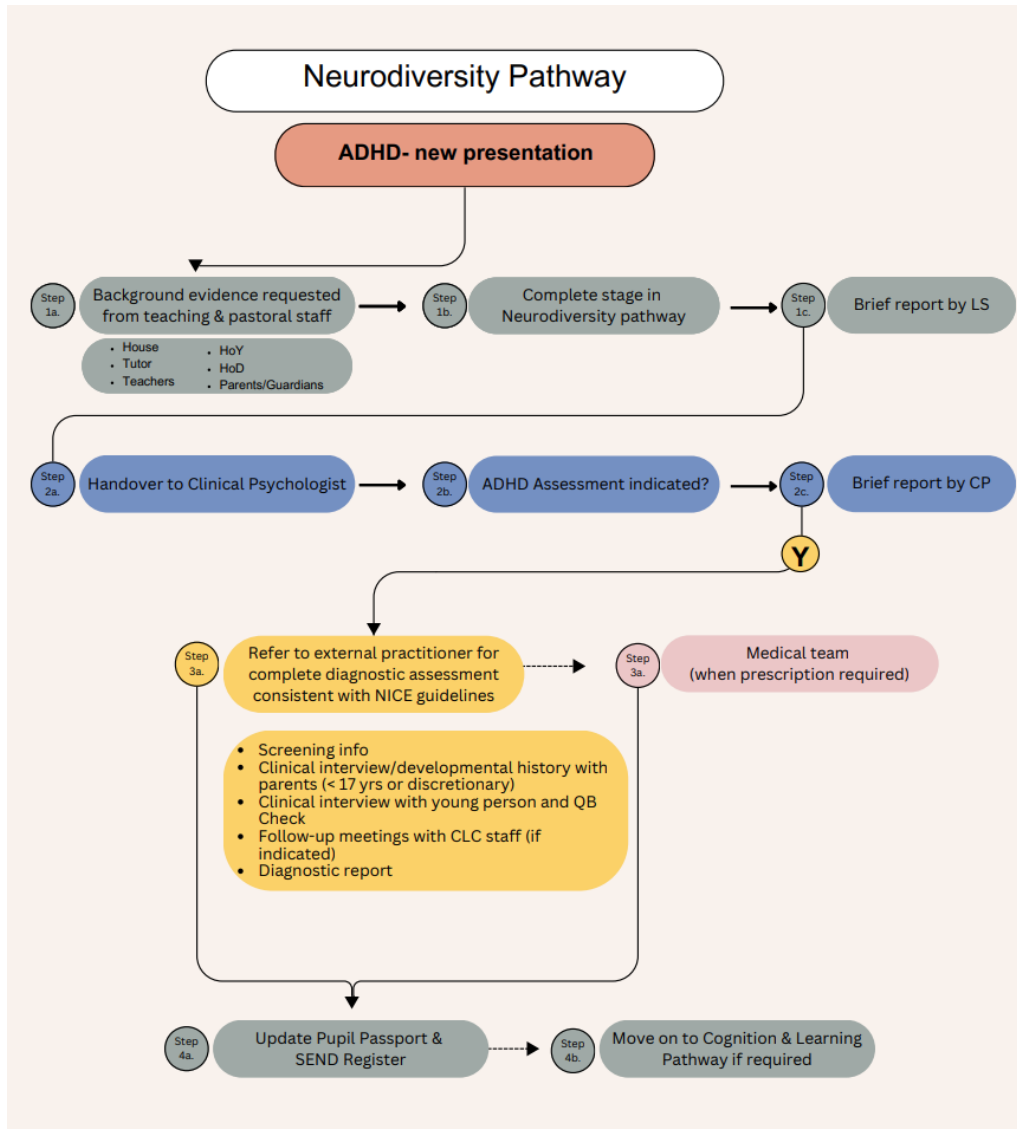 Neurodiversity Pathway
ADHD- new presentation
Step
1a.
Background evidence requested
from teaching & pastoral staff
Step
1b.
Complete stage in
Neurodiversity pathway
Step
1c.
Brief report by LS
• House
• Tutor
• Teachers
• HoY
• HoD
• Parents/Guardians
Step
2a.
Handover to Clinical Psychologist
Step
2b.
ADHD Assessment indicated?
Step
2c.
Brief report by CP
Y
Step
3a.
Refer to external practitioner for
complete diagnostic assessment
consistent with NICE guidelines
Step
3a.
Medical team
(when prescription required)
• Screening info
• Clinical interview/developmental history with
parents (< 17 yrs or discretionary)
• Clinical interview with young person and QB
Check
• Follow-up meetings with CLC staff (if
indicated)
• Diagnostic report
Step
4a.
Update Pupil Passport &
SEND Register
Step
4b.
Move on to Cognition & Learning
Pathway if required